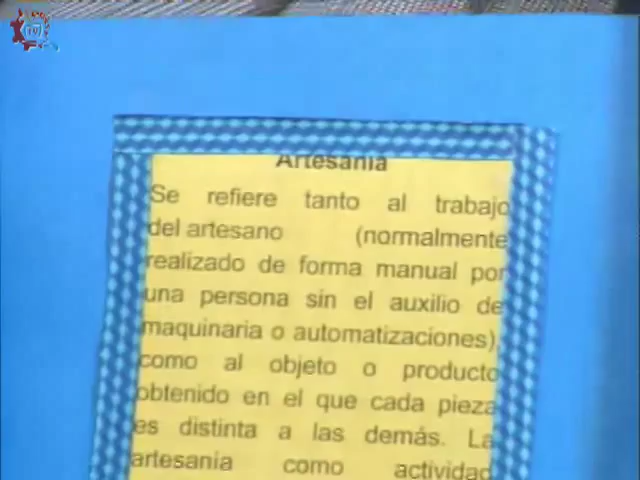 Artesanía
Se refiere tanto al trabajo
del artesano (normalmente
realizado de forma manual por
una persona sin el auxilio de
maquinaria o automatizaciones),
como al objeto o producto
obtenido en el que cada pieza
es distinta a las demás. La
artesanía como actividad